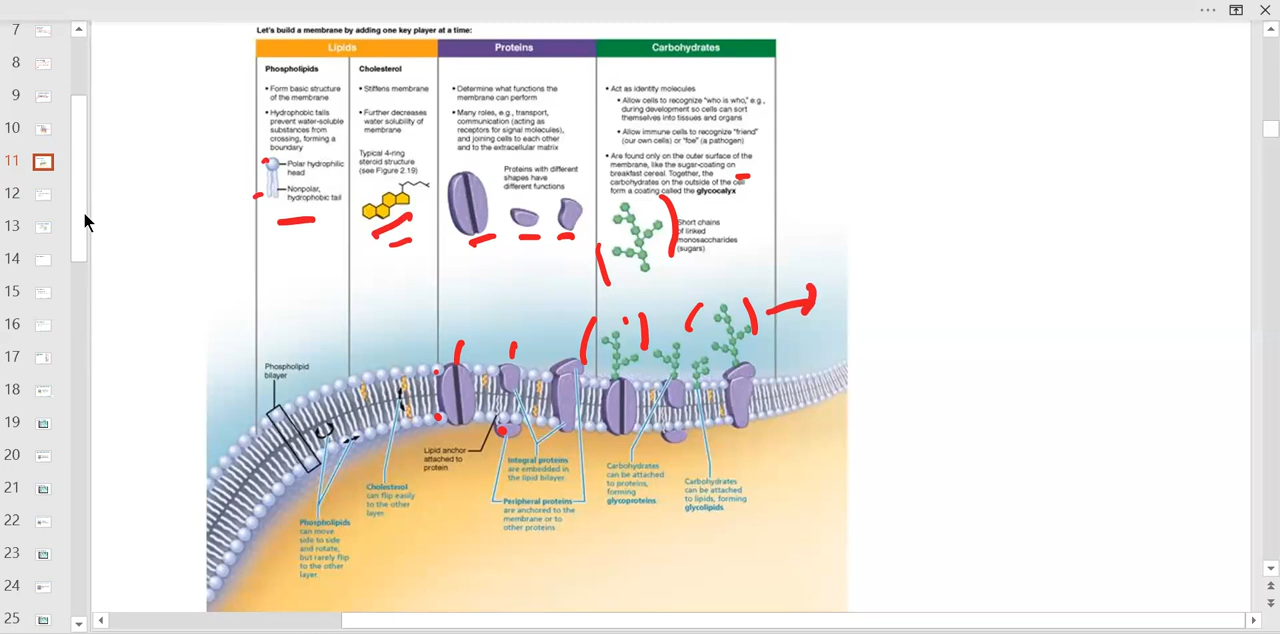 7
8
9
10
11
12
13
14
15
16
17
18
19
20
21
22
23
24
25
Let's build a membrane by adding one key player at a time:
Lipids
Proteins
Carbohydrates
Phospholipids
• Form basic structure
of the membrane
• Hydrophobic tails
prevent water-soluble
substances from
crossing, forming a
boundary
Polar hydrophilic
head
Nonpolar,
hydrophobic tail
Cholesterol
• Stiffens membrane
• Further decreases
water solubility of
membrane
Typical 4-ring
steroid structure
(see Figure 2.19)
• Determine what functions the
membrane can perform
• Many roles, e.g., transport,
communication (acting as
receptors for signal molecules),
and joining cells to each other
and to the extracellular matrix
Proteins with different
shapes have
different functions
• Act as identity molecules
• Allow cells to recognize "who is who," e.g.,
during development so cells can sort
themselves into tissues and organs
• Allow immune cells to recognize "friend"
(our own cells) or "foe" (a pathogen)
• Are found only on the outer surface of the
membrane, like the sugar-coating on
breakfast cereal. Together, the
carbohydrates on the outside of the cell
form a coating called the glycocalyx
Short chains
of linked
monosaccharides
(sugars)
Phospholipid
bilayer
Phospholipids
can move
side to side
and rotate,
but rarely flip
to the other
layer
Cholesterol
can flip easily
to the other
layer.
Lipid anchor
attached to
protein
Integral proteins
are embedded in
the lipid bilayer.
Peripheral proteins
are anchored to the
membrane or to
other proteins
Carbohydrates
can be attached
to proteins,
forming
glycoproteins.
Carbohydrates
can be attached
to lipids, forming
glycolipids.